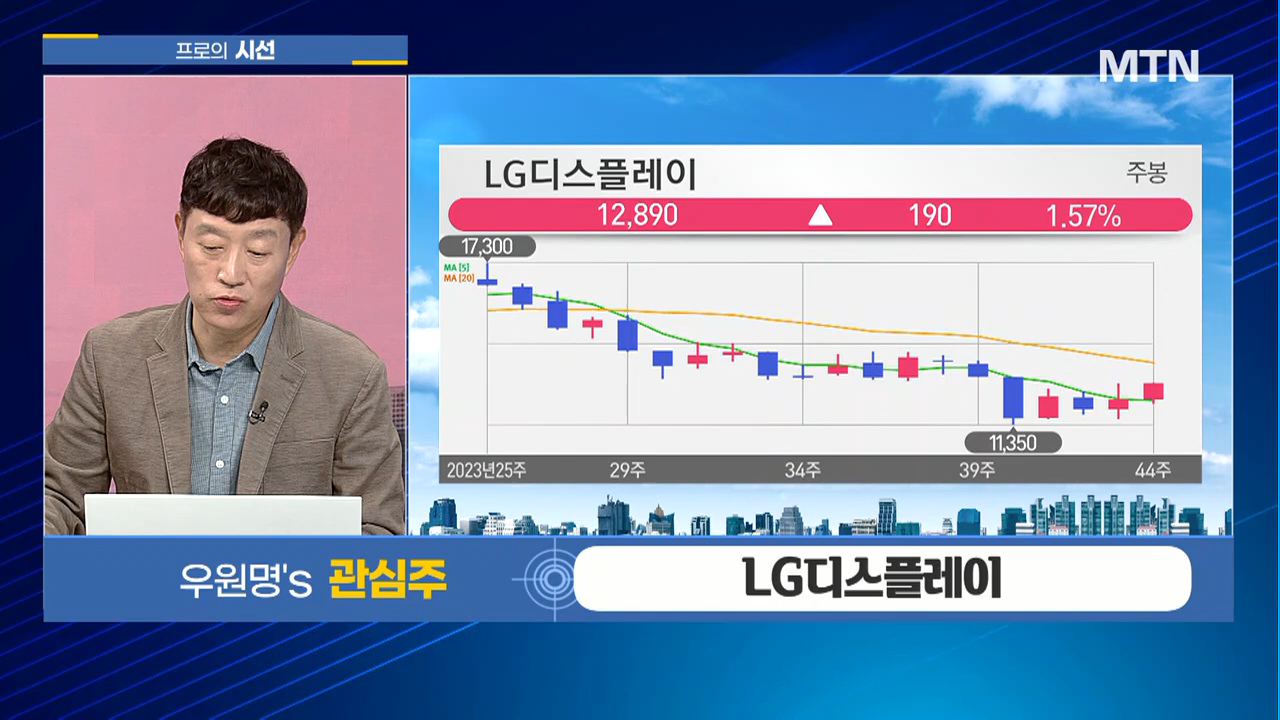 프로의 시선
MTN
LG디스플레이
주봉
12,890 ▲ 190 1.57%
17,300
MA [5]
MA [20]
11,350
2023년25주 29주 34주 39주 44주
우원명's 관심주
LG디스플레이